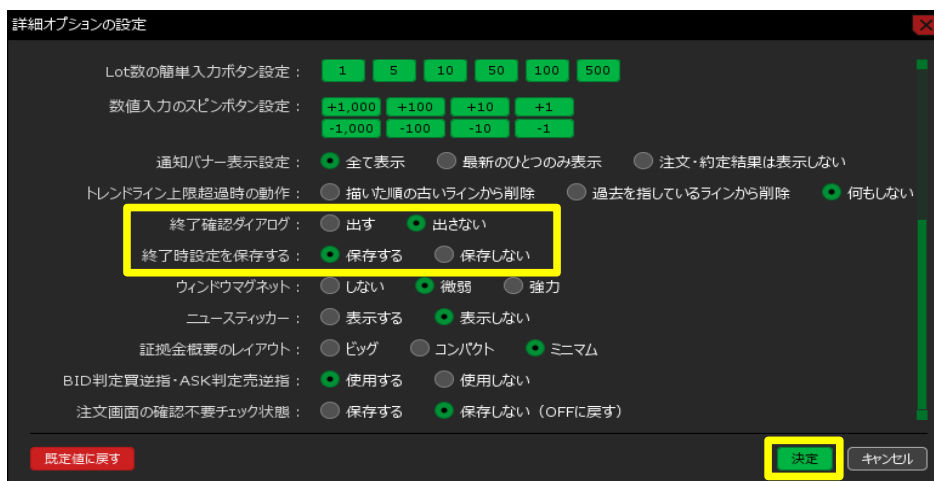 詳細オプションの設定
Lot数の簡単入力ボタン設定： 1 5 10 50 100 500
数値入力のスピンボタン設定： +1,000 +100 +10 +1
-1,000 -100 -10 -1
通知バナー表示設定： 全て表示 最新のひとつのみ表示 注文・約定結果は表示しない
トレンドライン上限超過時の動作： 描いた順の古いラインから削除 過去を指しているラインから削除 何もしない
終了確認ダイアログ： 出す 出さない
終了時設定を保存する： 保存する 保存しない
ウィンドウマグネット： しない 微弱 強力
ニュースティッカー： 表示する 表示しない
証拠金概要のレイアウト： ビッグ コンパクト ミニマム
BID判定買逆指・ASK判定売逆指： 使用する 使用しない
注文画面の確認不要チェック状態： 保存する 保存しない（OFFに戻す）
既定値に戻す 決定 キャンセル